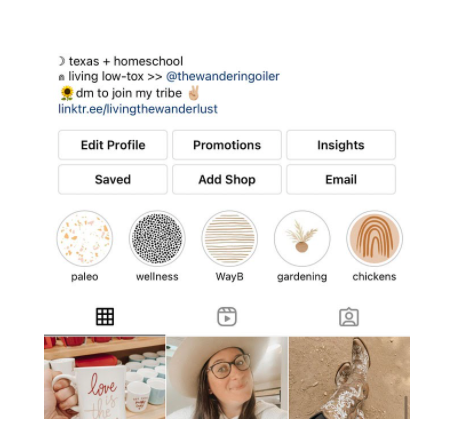 ☽ texas + homeschool
⋒ living low-tox >> @thewanderingoiler
🌻 dm to join my tribe ✌🏼
linktr.ee/livingthewanderlust
Edit Profile Promotions Insights
Saved Add Shop Email
paleo wellness WayB gardening chickens
love
is the